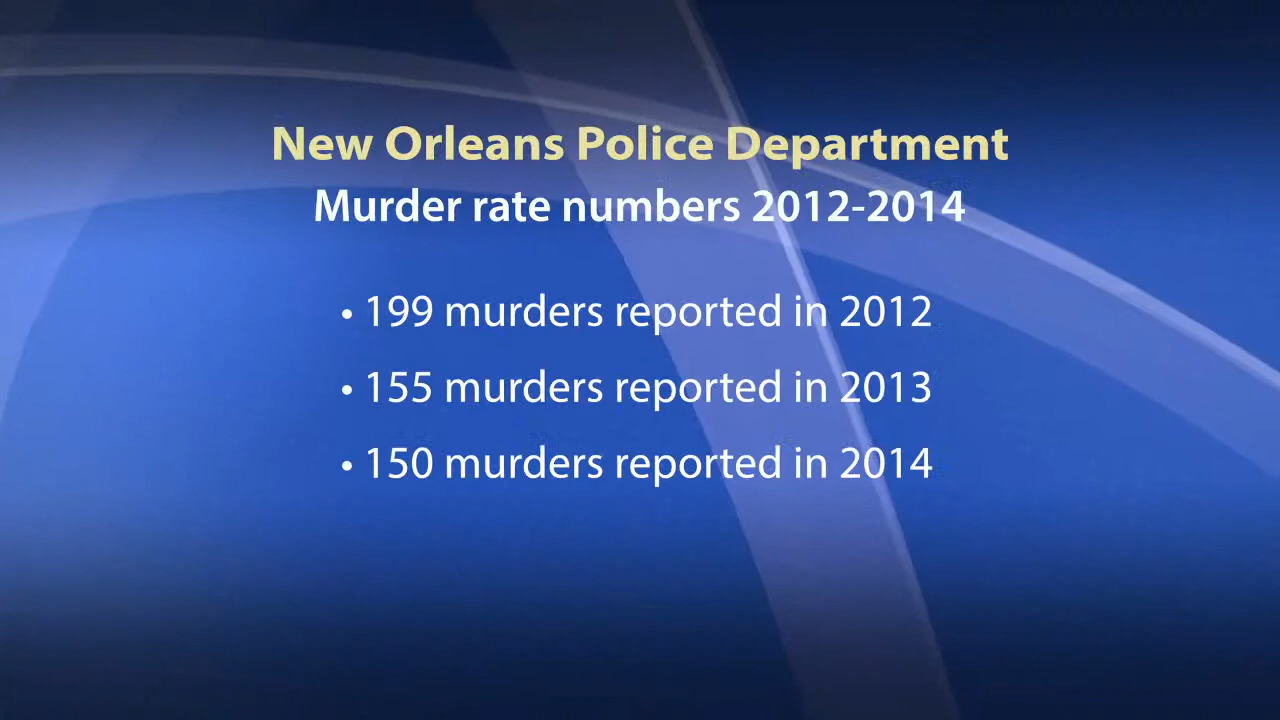 New Orleans Police Department
Murder rate numbers 2012-2014
• 199 murders reported in 2012
• 155 murders reported in 2013
• 150 murders reported in 2014